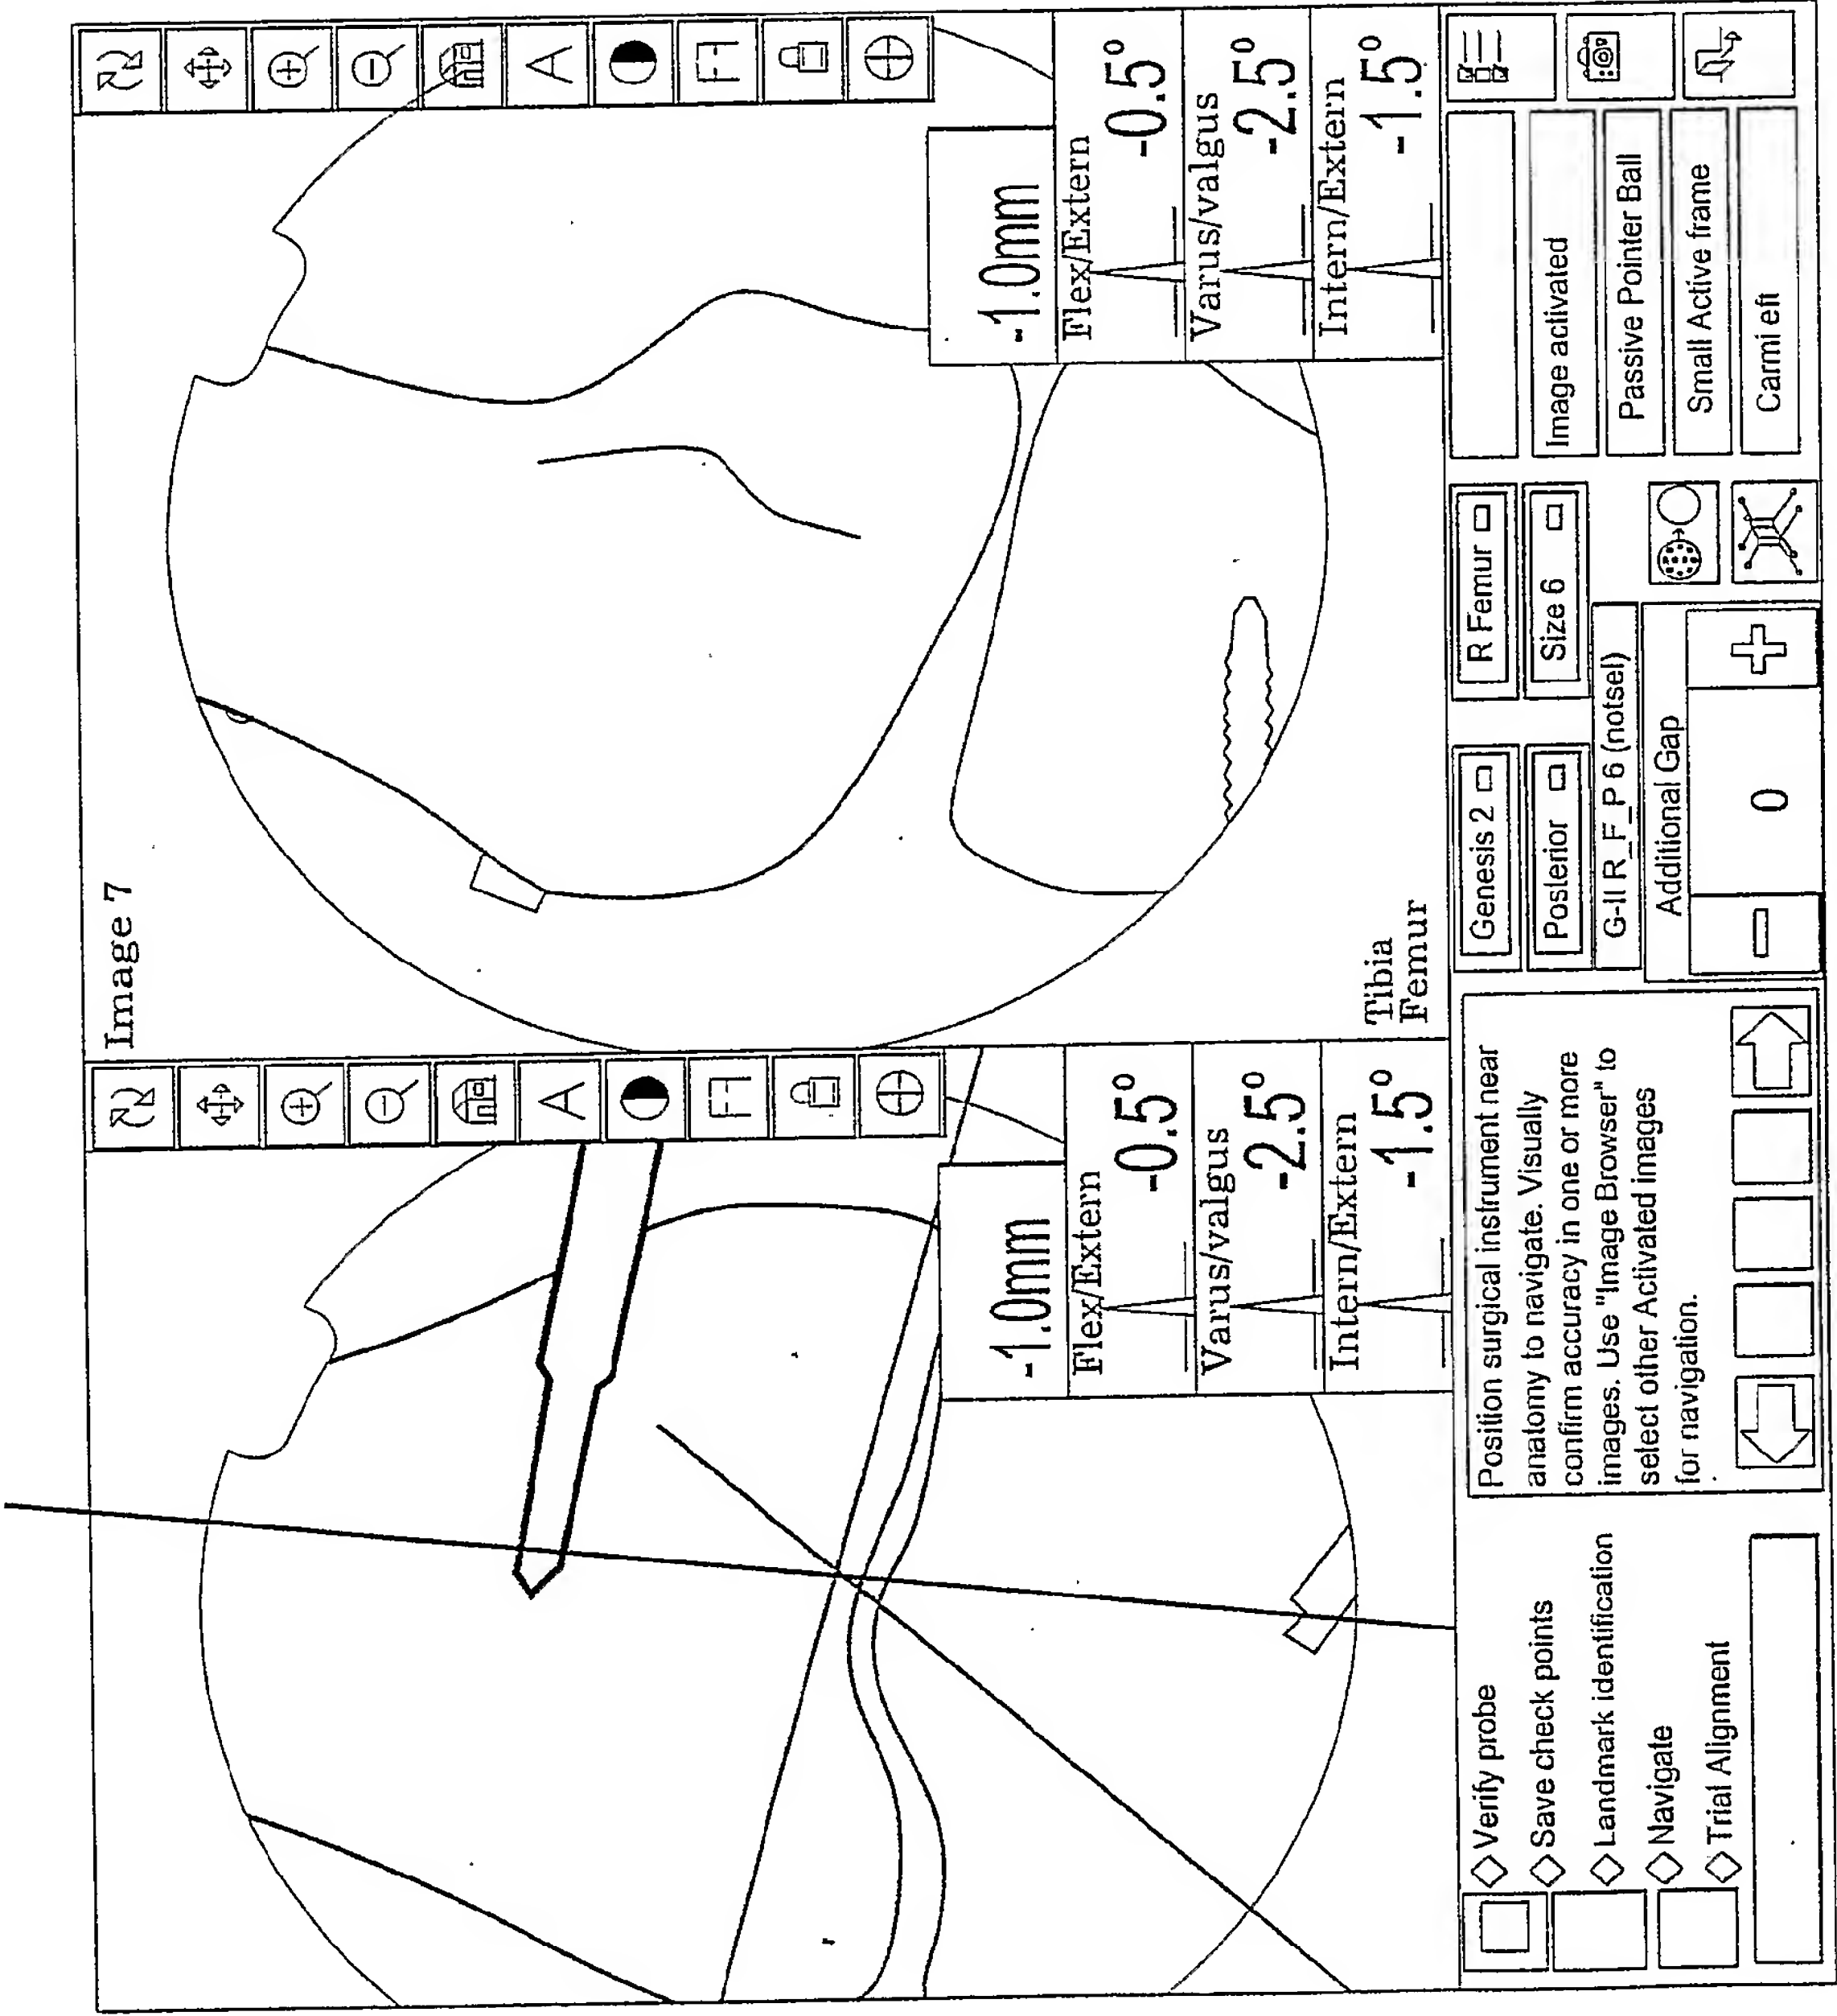 Image 7
A
A
-1.0mm
Flex/Extern
-0.5°
Varus/valgus
-2.5°
Intern/Extern
-1.5°
-1.0mm
Flex/Extern
-0.5°
Varus/valgus
-2.5°
Intern/Extern
-1.5°
Tibia
Femur
Verify probe
Save check points
Landmark identification
Navigate
Trial Alignment
Position surgical instrument near
anatomy to navigate. Visually
confirm accuracy in one or more
images. Use "Image Browser" to
select other Activated images
for navigation.
Genesis 2
R Femur
Posterior
Size 6
G-II R_F_P 6 (notsel)
Additional Gap
0
Image activated
Passive Pointer Ball
Small Active frame
Carmi eft